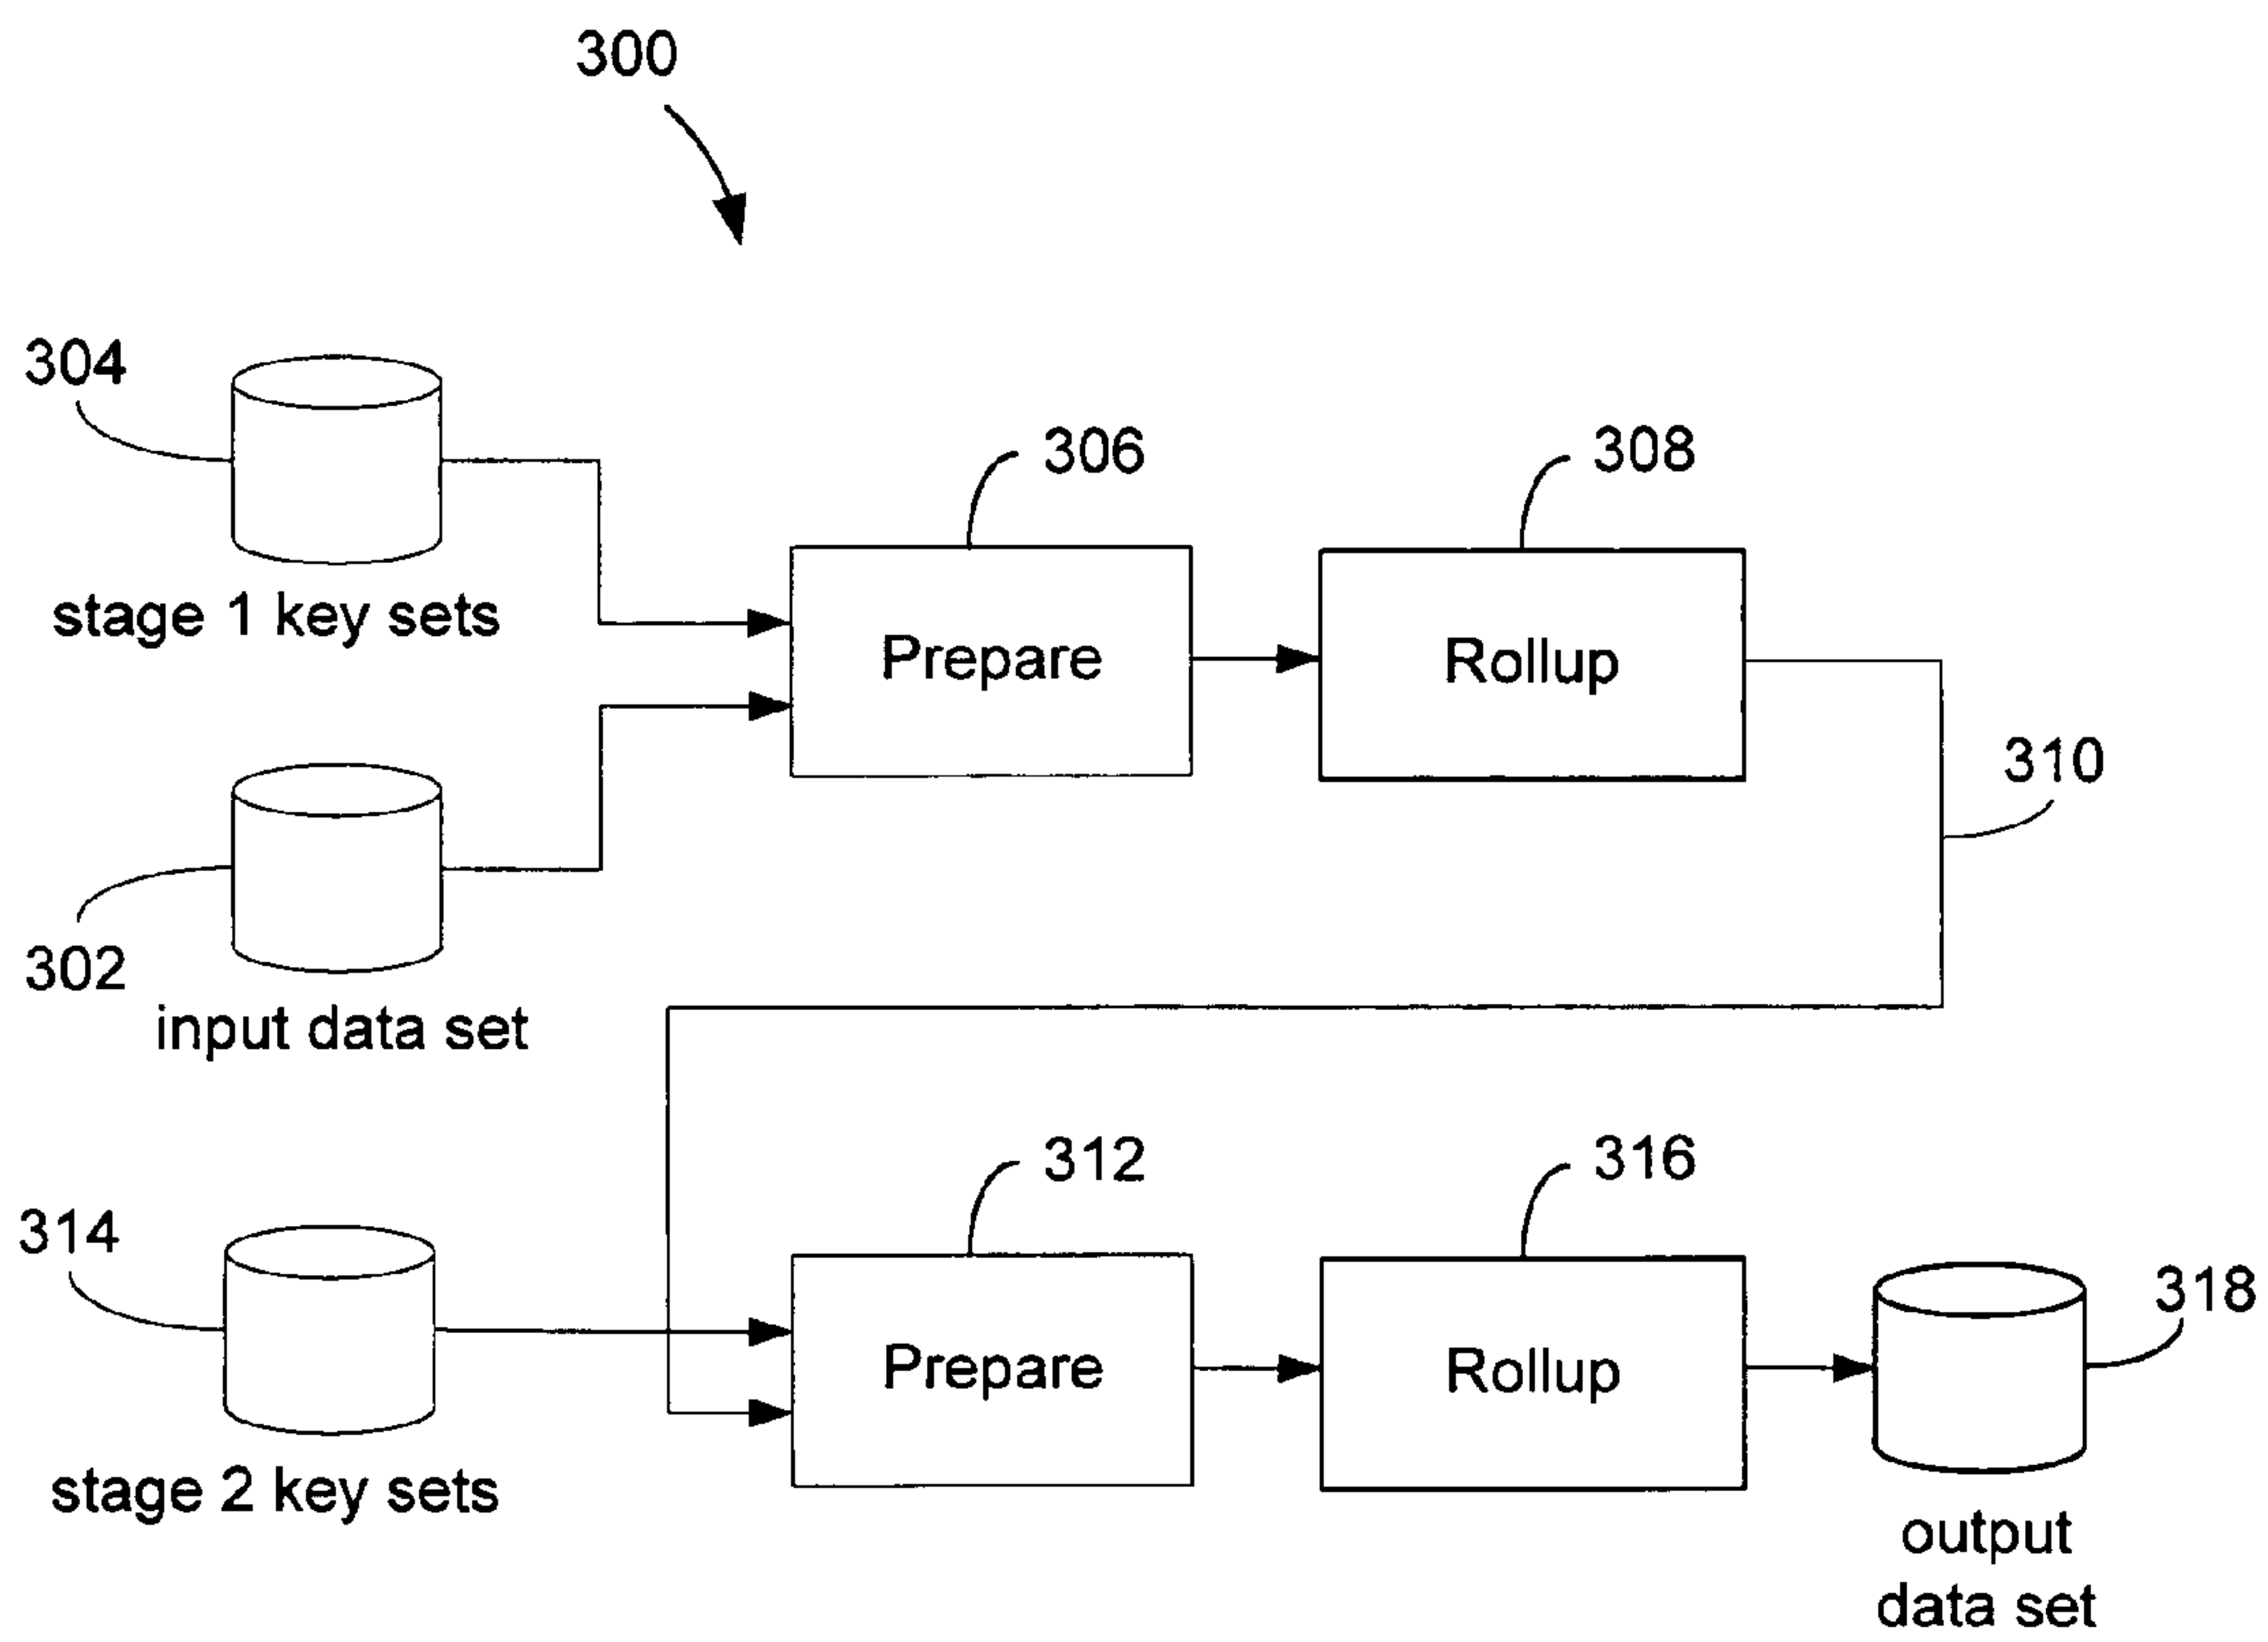 300
304
306
308
stage 1 key sets
Prepare
Rollup
310
302
input data set
312
316
314
318
Prepare
Rollup
stage 2 key sets
output
data set